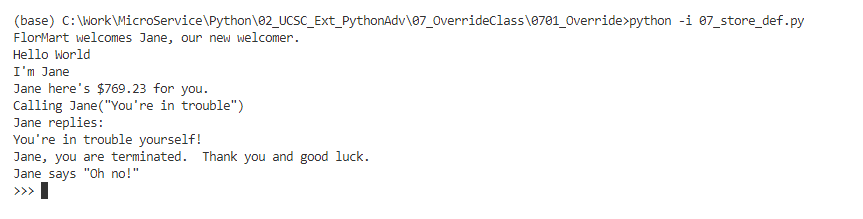 (base) C:\Work\MicroService\Python\02_UCSC_Ext_PythonAdv\07_OverrideClass\0701_Override>python -i 07_store_def.py
FlorMart welcomes Jane, our new welcomer.
Hello World
I'm Jane
Jane here's $769.23 for you.
Calling Jane("You're in trouble")
Jane replies:
You're in trouble yourself!
Jane, you are terminated.  Thank you and good luck.
Jane says "Oh no!"
>>>